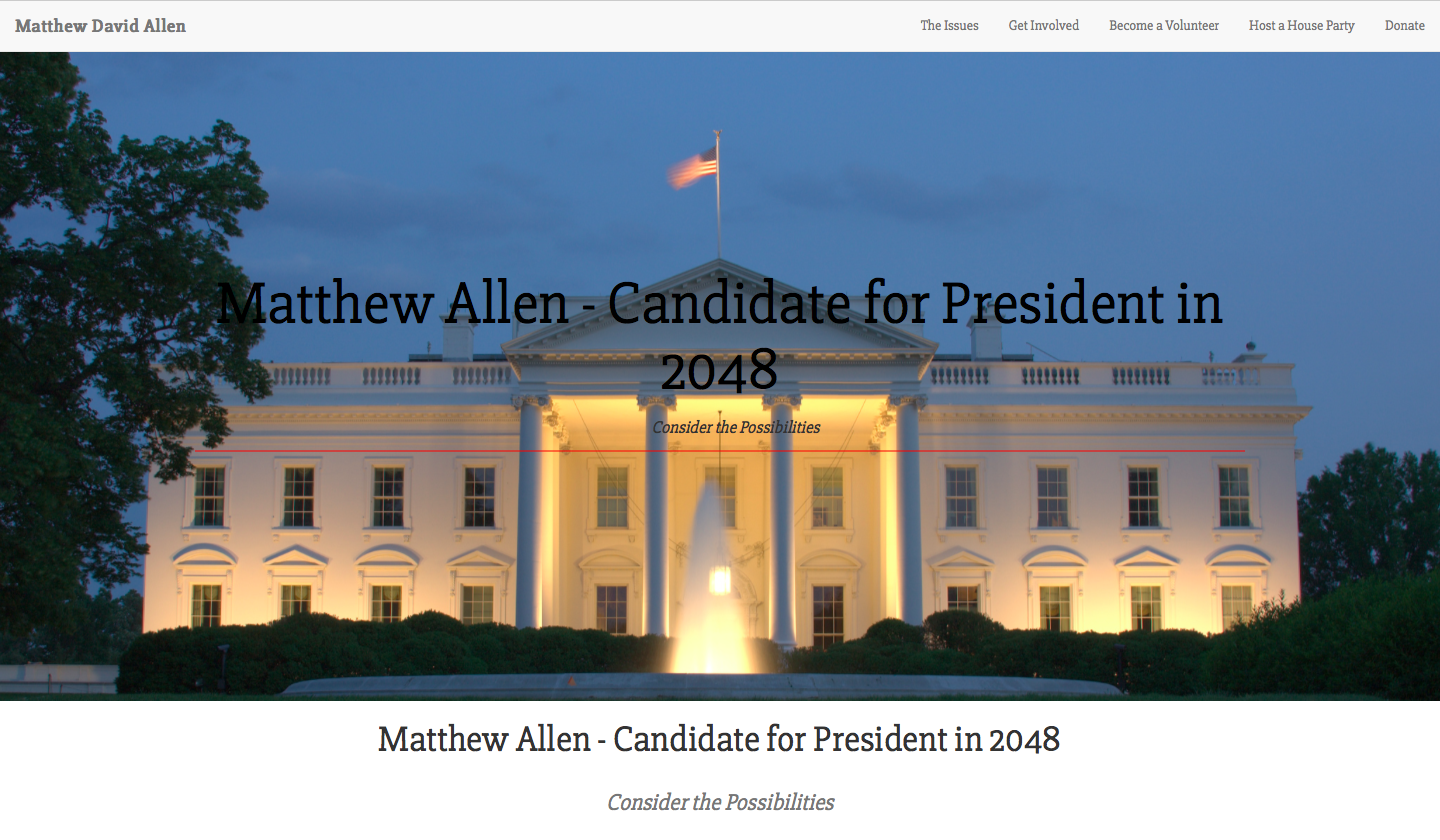 Matthew David Allen
The Issues
Get Involved
Become a Volunteer
Host a House Party
Donate
Matthew Allen - Candidate for President in
2048
Consider the Possibilities
Matthew Allen - Candidate for President in 2048
Consider the Possibilities